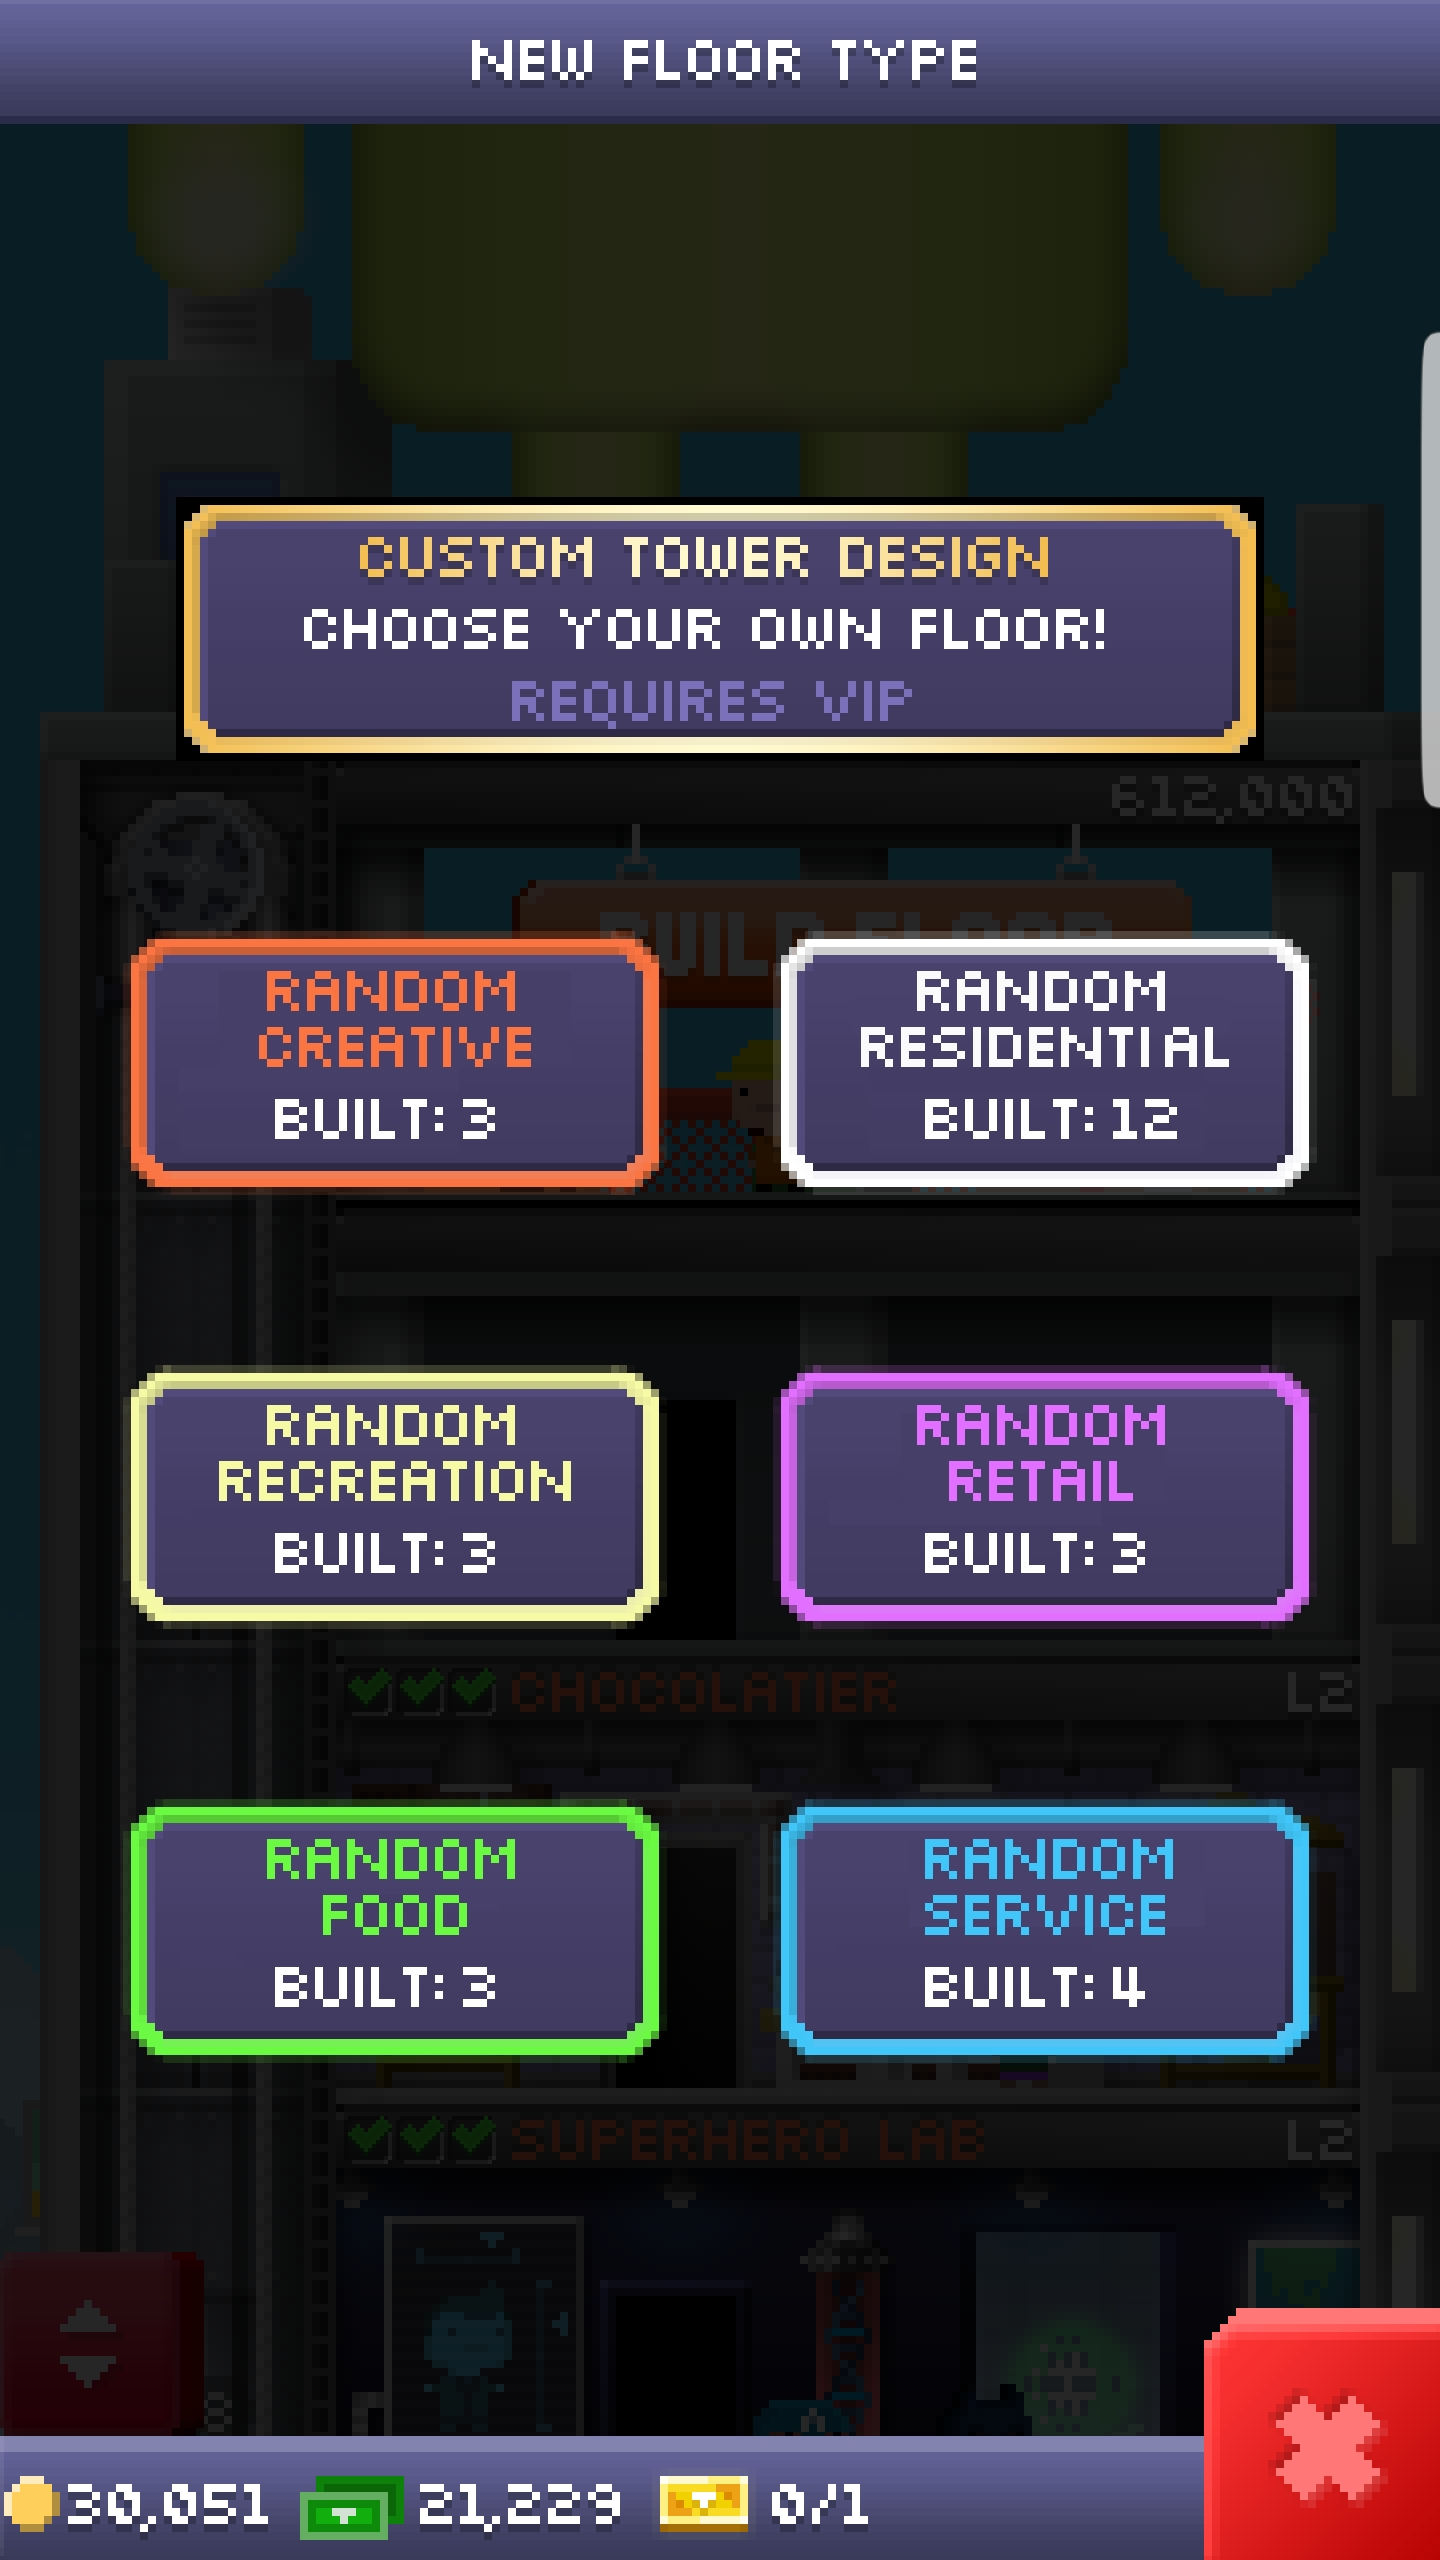 NEW FLOOR TYPE
CUSTOM TOWER DESIGN
CHOOSE YOUR OWN FLOOR!
REQUIRES VIP
612,000
BUILD FLOOR
RANDOM
CREATIVE
BUILT: 3
RANDOM
RESIDENTIAL
BUILT: 12
RANDOM
RECREATION
BUILT: 3
RANDOM
RETAIL
BUILT: 3
CHOCOLATIER
L2
RANDOM
FOOD
BUILT: 3
RANDOM
SERVICE
BUILT: 4
SUPERHERO LAB
L2
30,051
21,229
0/1